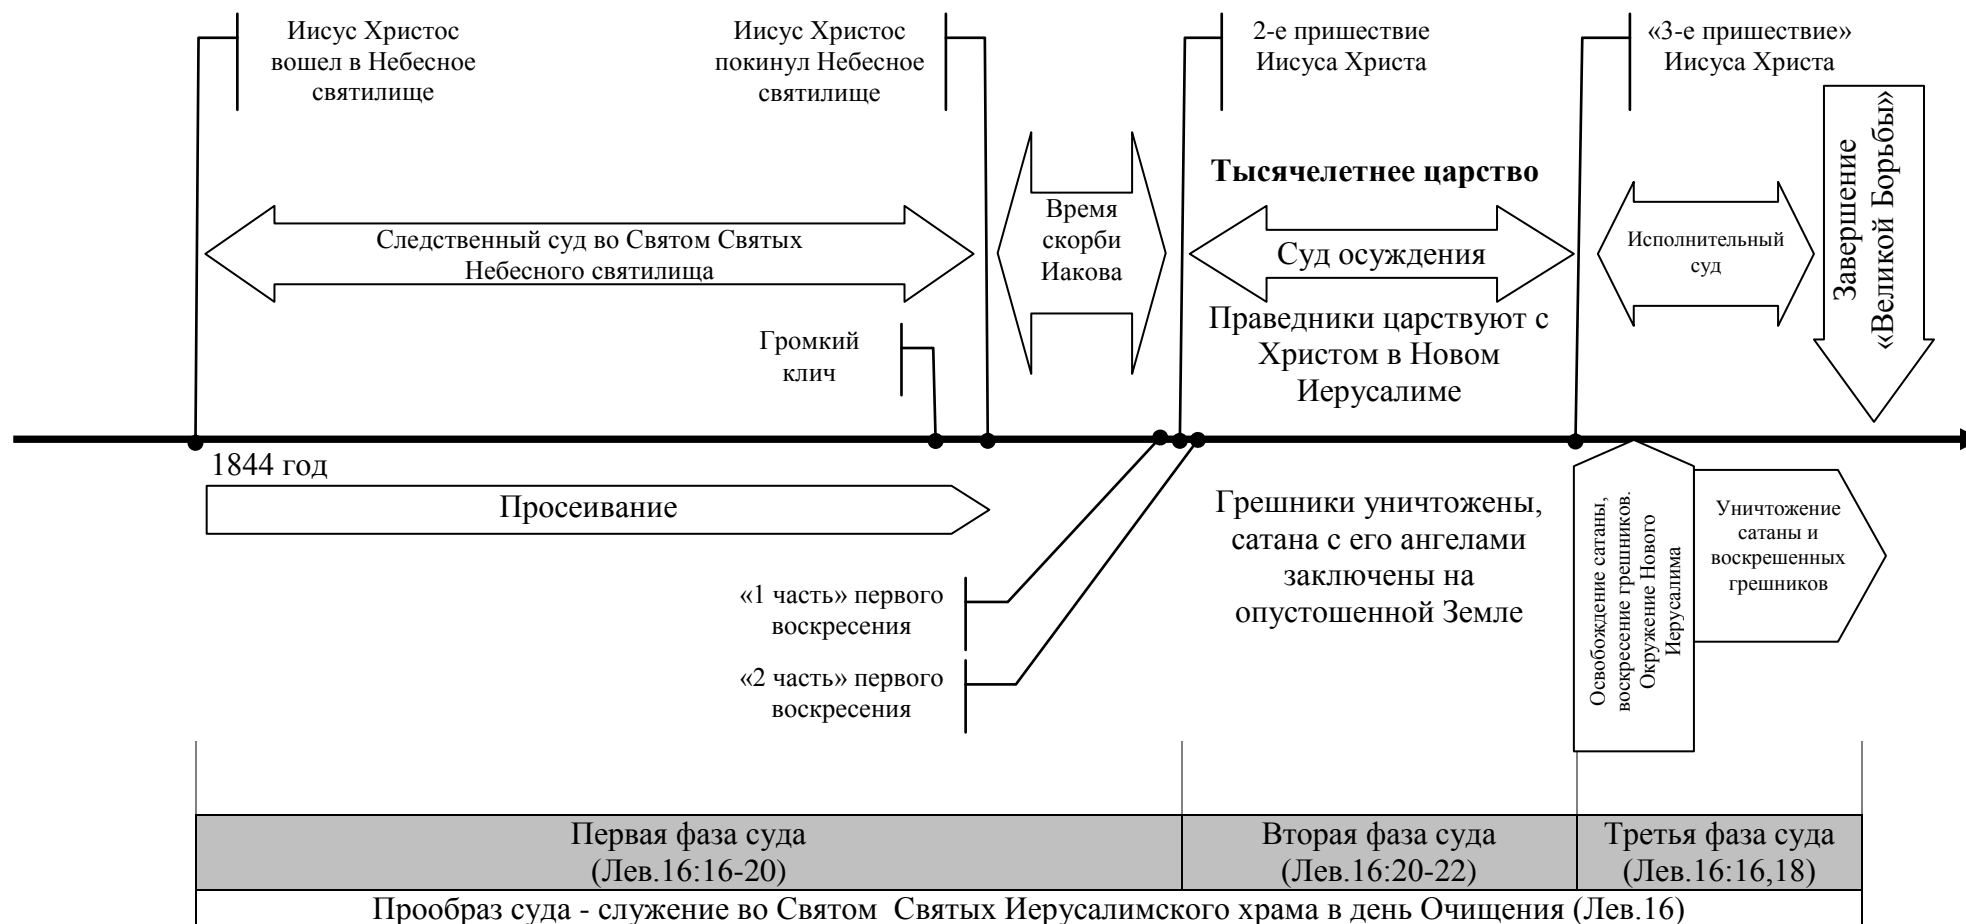 Иисус Христос
вошел в Небесное
святилище
Иисус Христос
покинул Небесное
святилище
2-е пришествие
Иисуса Христа
«3-е пришествие»
Иисуса Христа
Завершение
«Великой Борьбы»
Тысячелетнее царство
Следственный суд во Святом Святых
Небесного святилища
Время
скорби
Иакова
Суд осуждения
Исполнительный
суд
Праведники царствуют с
Христом в Новом
Иерусалиме
Громкий
клич
1844 год
Просеивание
Грешники уничтожены,
сатана с его ангелами
заключены на
опустошенной Земле
Освобождение сатаны,
воскресение грешников.
Окружение Нового
Иерусалима
Уничтожение
сатаны и
воскрешенных
грешников
«1 часть» первого
воскресения
«2 часть» первого
воскресения
Первая фаза суда
(Лев.16:16-20)
Вторая фаза суда
(Лев.16:20-22)
Третья фаза суда
(Лев.16:16,18)
Прообраз суда - служение во Святом Святых Иерусалимского храма в день Очищения (Лев.16)